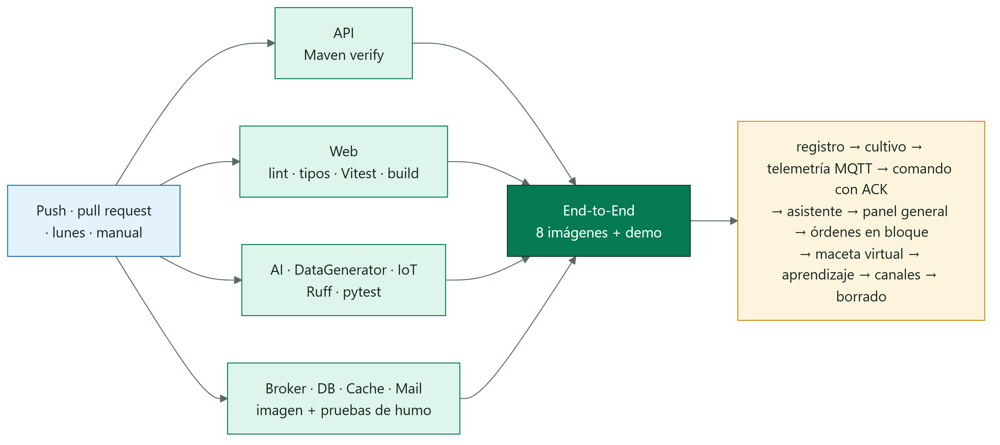 Push · pull request
· lunes · manual
API
Maven verify
Web
lint · tipos · Vitest · build
AI · DataGenerator · IoT
Ruff · pytest
Broker · DB · Cache · Mail
imagen + pruebas de humo
End-to-End
8 imágenes + demo
registro → cultivo →
telemetría MQTT → comando
con ACK
→ asistente → panel general
→ órdenes en bloque
→ maceta virtual →
aprendizaje → canales →
borrado